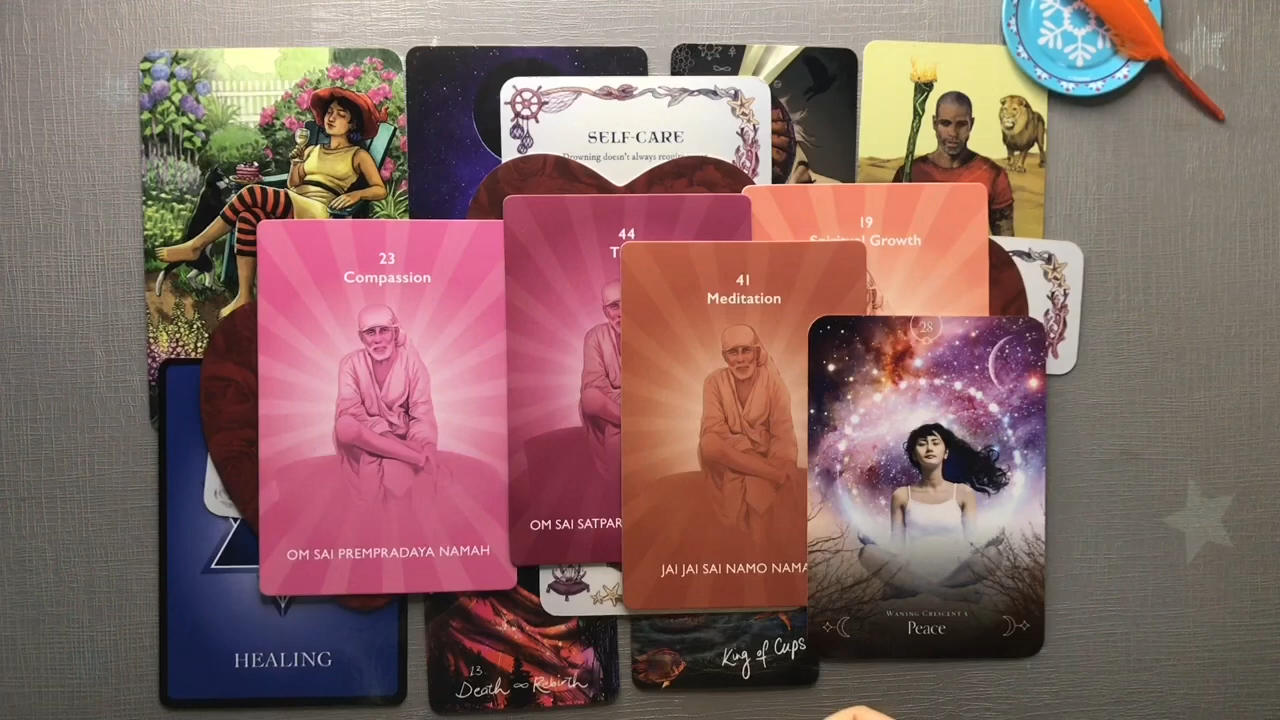 SELF-CARE
Drowning doesn't always require
44
19
Spiritual Growth
23
Compassion
41
Meditation
28
OM SAI SATPAR
OM SAI PREMPRADAYA NAMAH
JAI JAI SAI NAMO NAMA
WANING CRESCENT
Peace
HEALING
13.
Death ∞ Rebirth
King of Cups